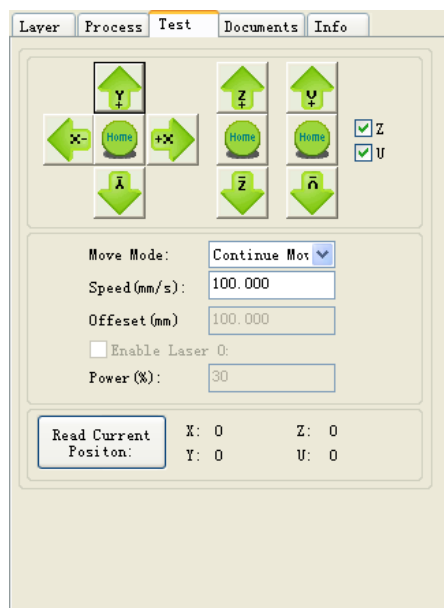 Layer Process Test Documents Info
Y+ Z+ U+
X- Home +X Home Home
Z
U
Y- Z- U-
Move Mode: Continue Mov
Speed(mm/s): 100.000
Offeset(mm) 100.000
Enable Laser 0:
Power(%): 30
Read Current
Positon:
X: 0 Z: 0
Y: 0 U: 0